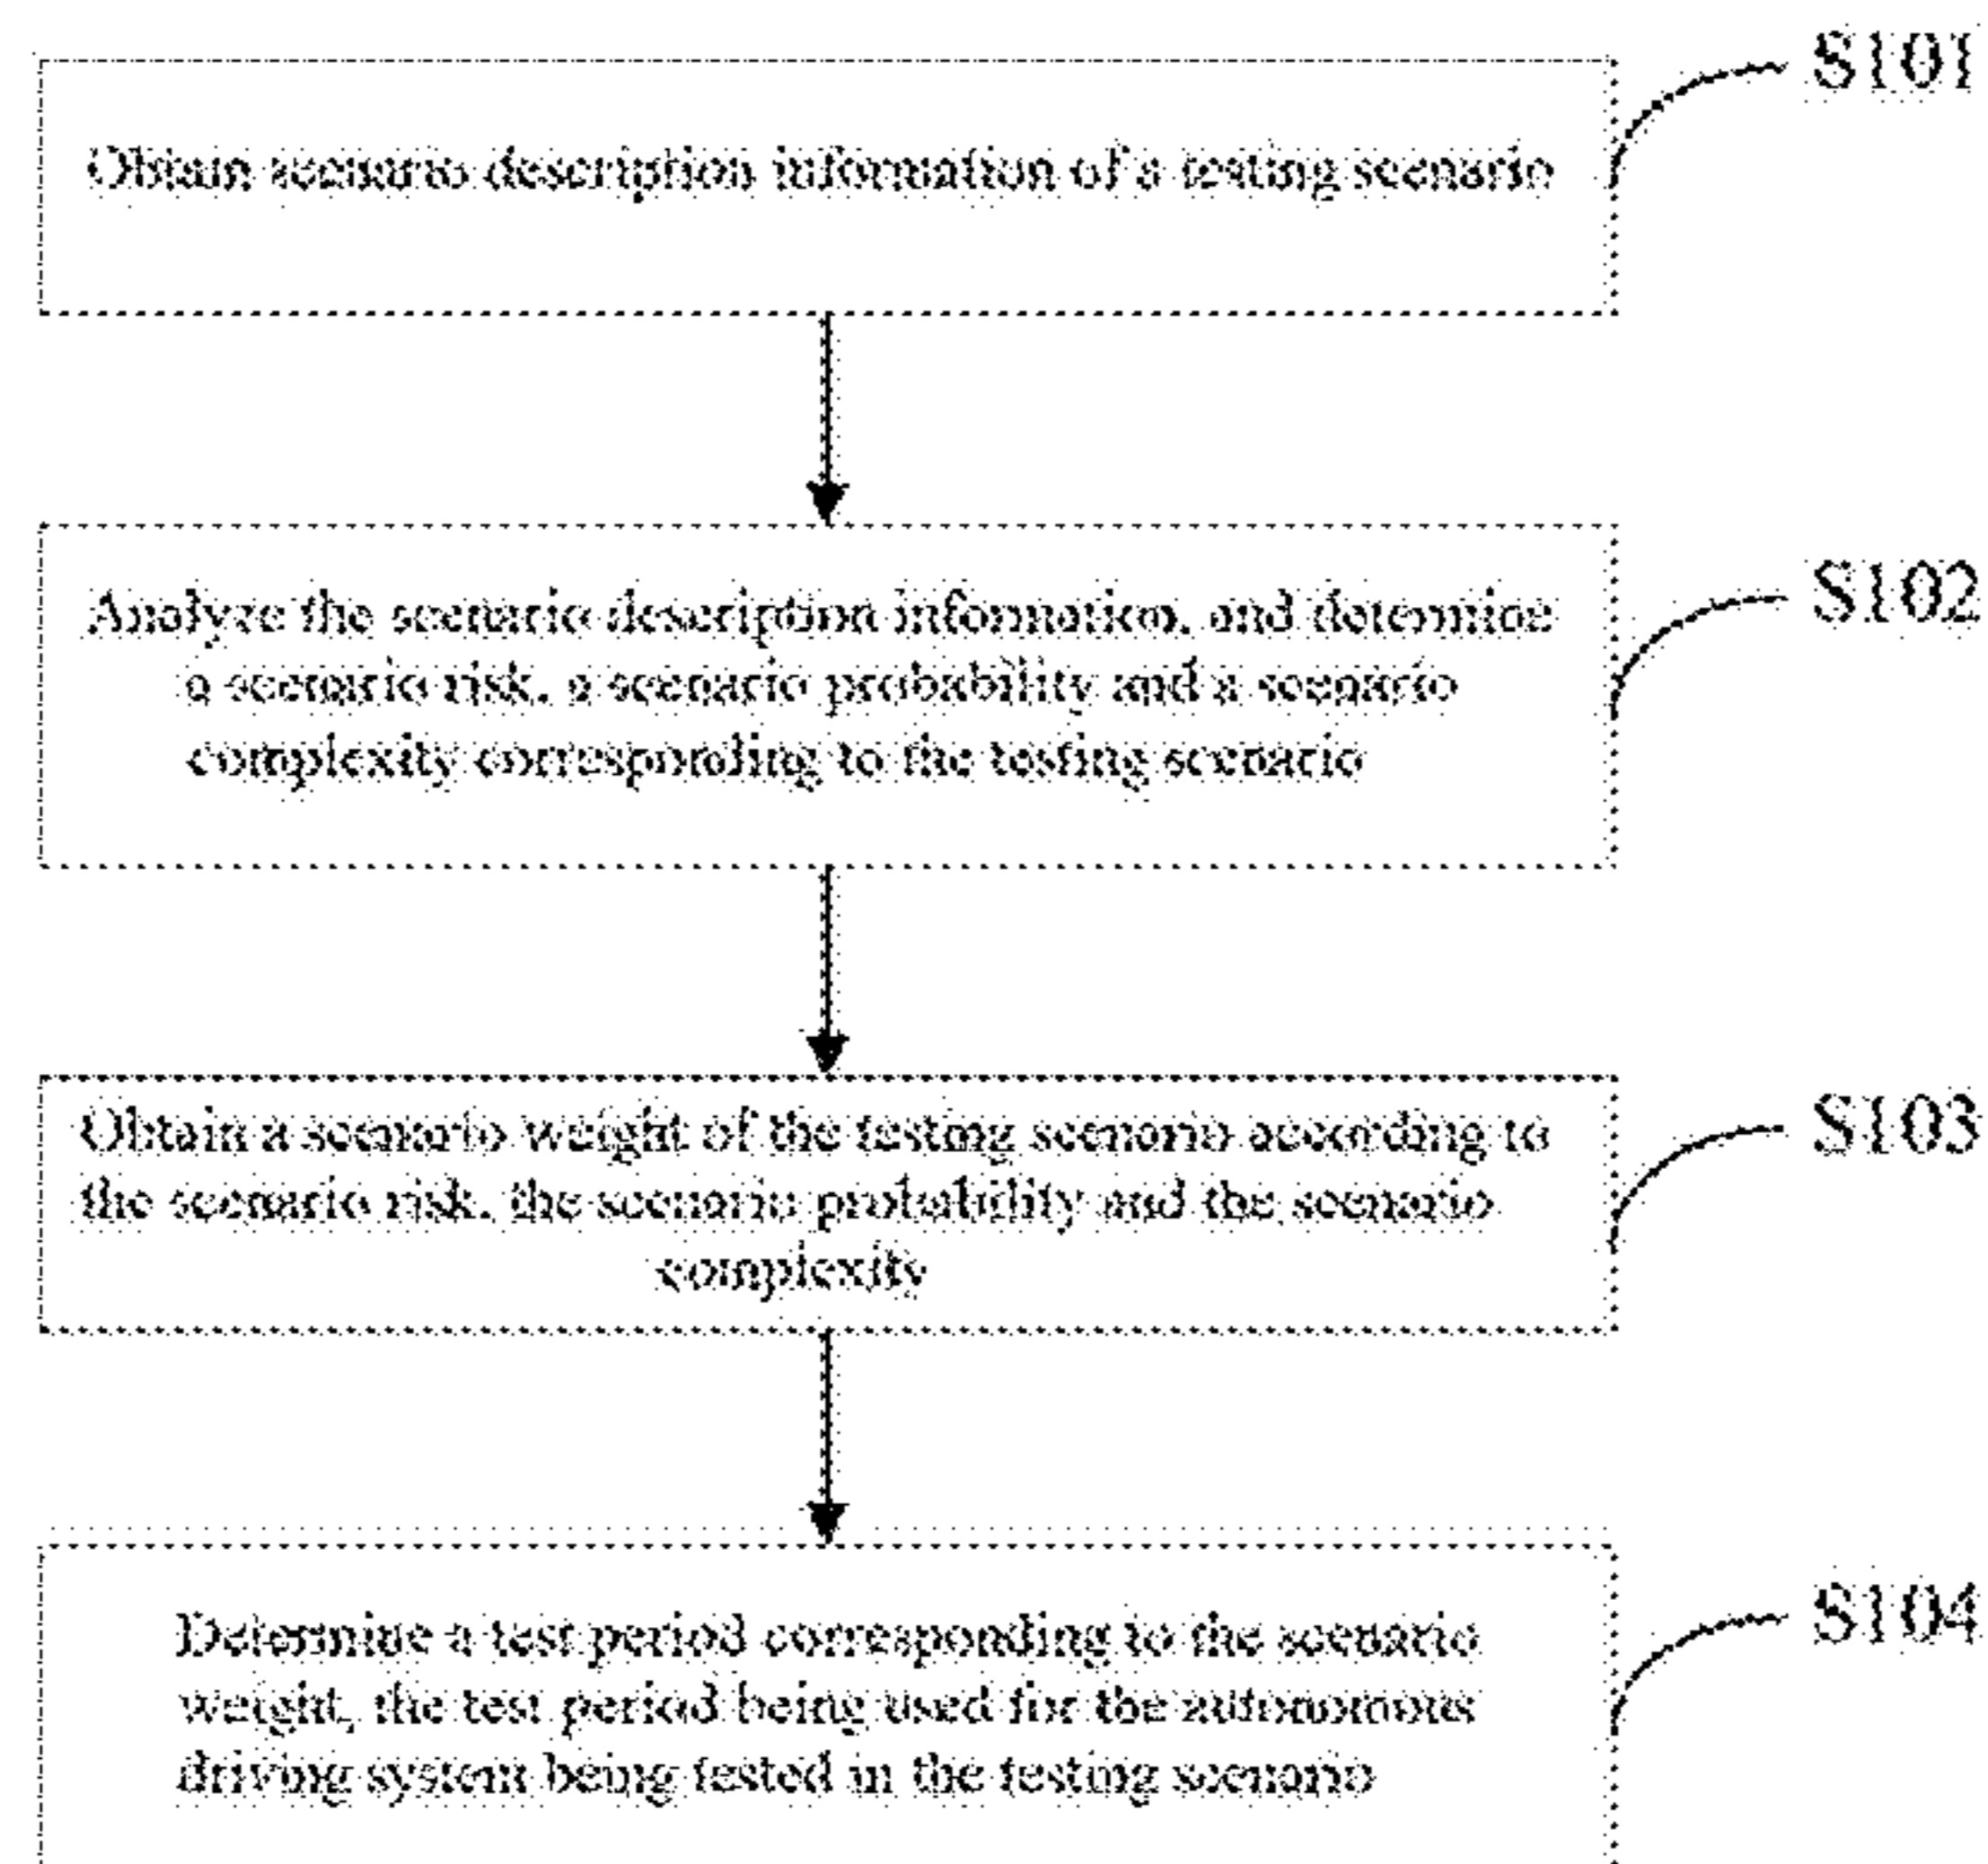 S101
Obtain scenario description information of a testing scenario
S102
Analyze the scenario description information, and determine
a scenario risk, a scenario probability and a scenario
complexity corresponding to the testing scenario
S103
Obtain a scenario weight of the testing scenario according to
the scenario risk, the scenario probability and the scenario
complexity
S104
Determine a test period corresponding to the scenario
weight, the test period being used for the autonomous
driving system being tested in the testing scenario